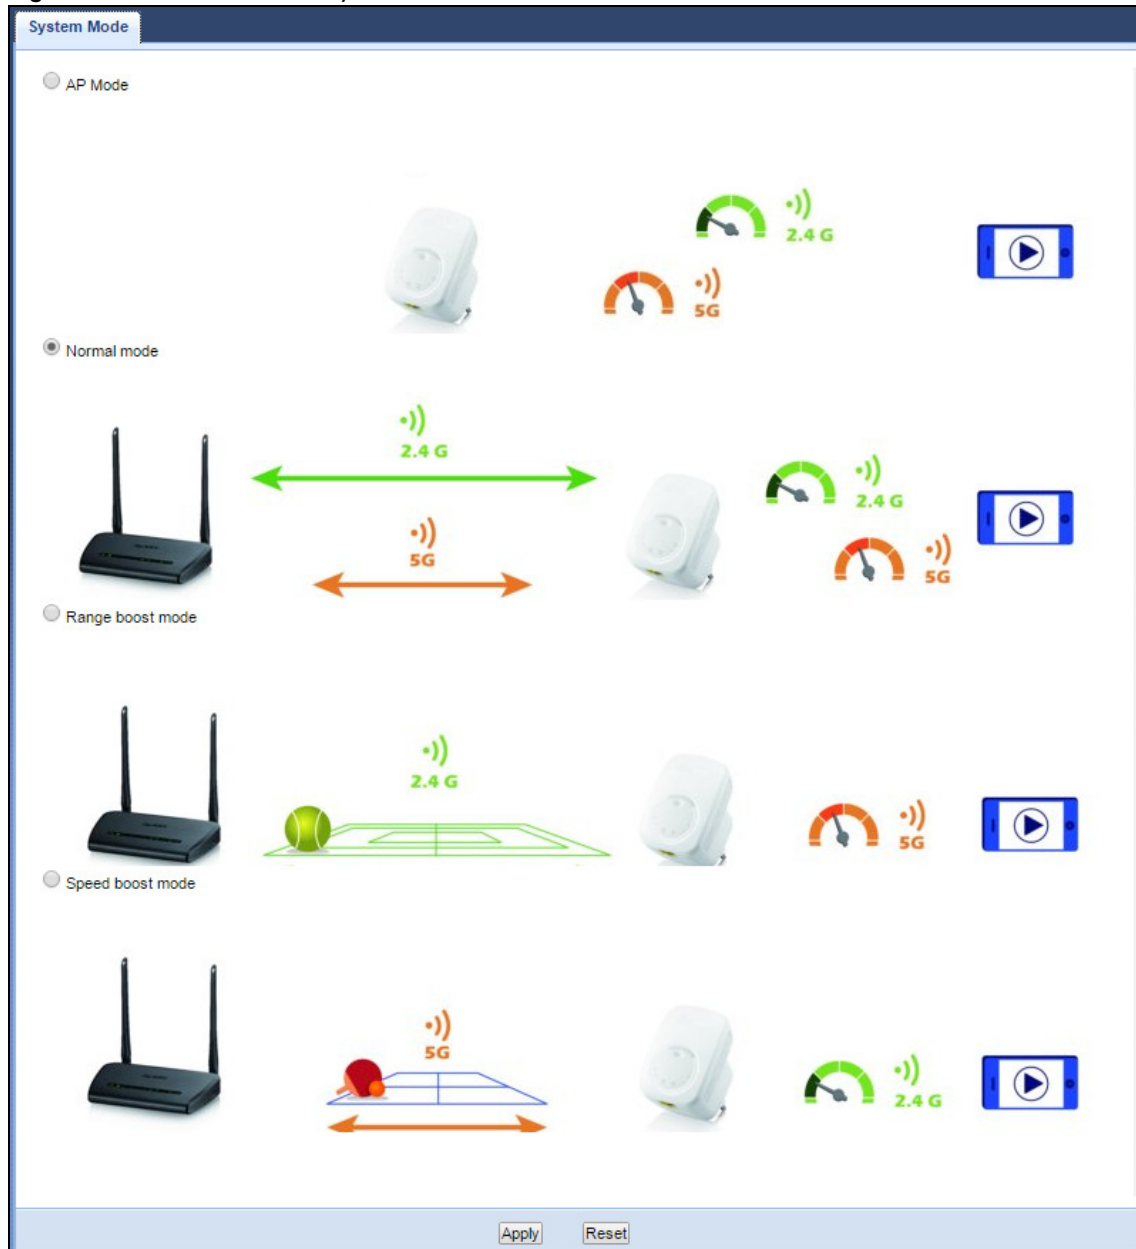 System Mode
AP Mode
2.4 G
5G
Normal mode
2.4 G
2.4 G
5G
5G
Range boost mode
2.4 G
5G
Speed boost mode
5G
2.4 G
Apply
Reset